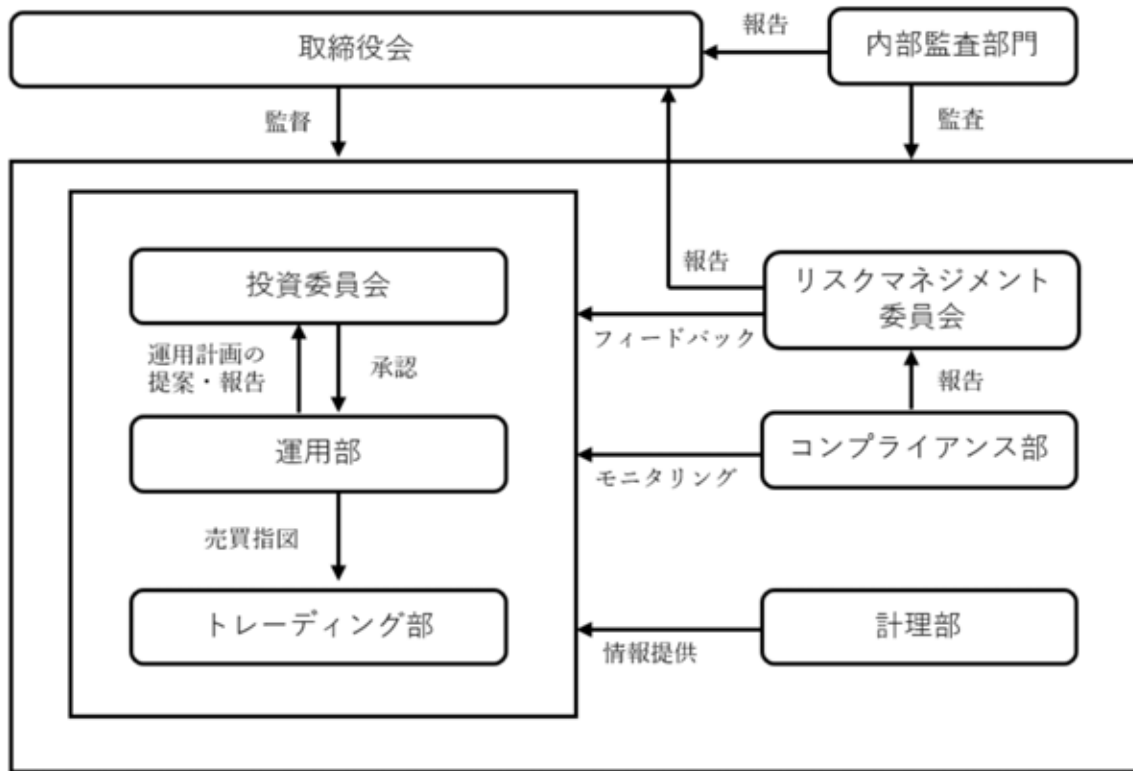 取締役会
報告
内部監査部門
監督
監査
投資委員会
報告
リスクマネジメント
委員会
フィードバック
運用計画の
提案・報告
承認
報告
運用部
コンプライアンス部
モニタリング
売買指図
トレーディング部
計理部
情報提供